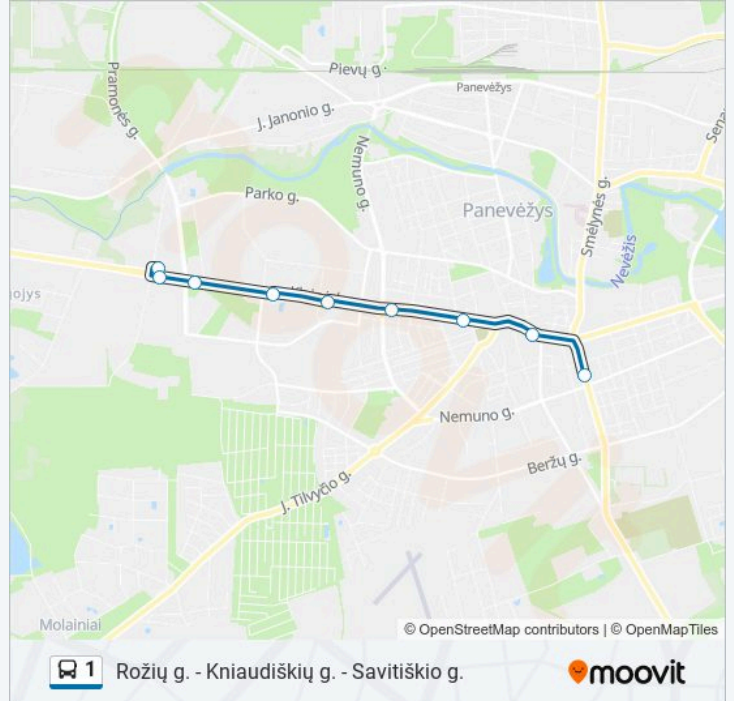 Pievų g.
Panevėžys
Pramonės g.
J. Janonio g.
Nemuno g.
Parko g.
Panevėžys
Smėlynės g.
Nevėžis
ojys
Nemuno g.
Beržų g.
J. Tilvyčio g.
Molainiai
© OpenStreetMap contributors | © OpenMapTiles
1 Rožių g. - Kniaudiškių g. - Savitiškio g.
moovit